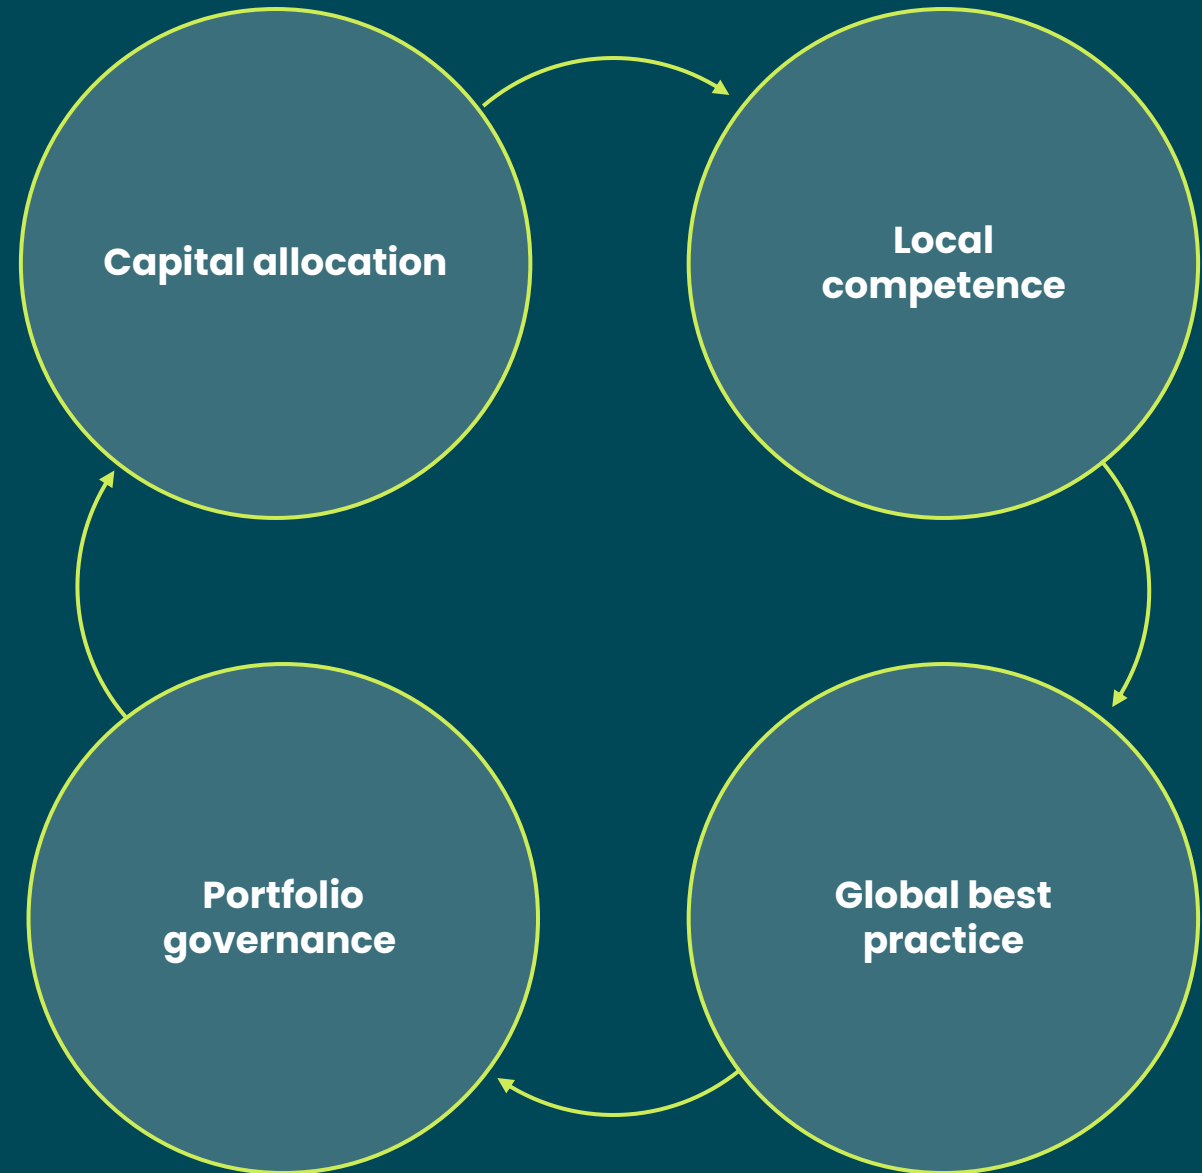 Capital allocation
Local
competence
Portfolio
governance
Global best
practice